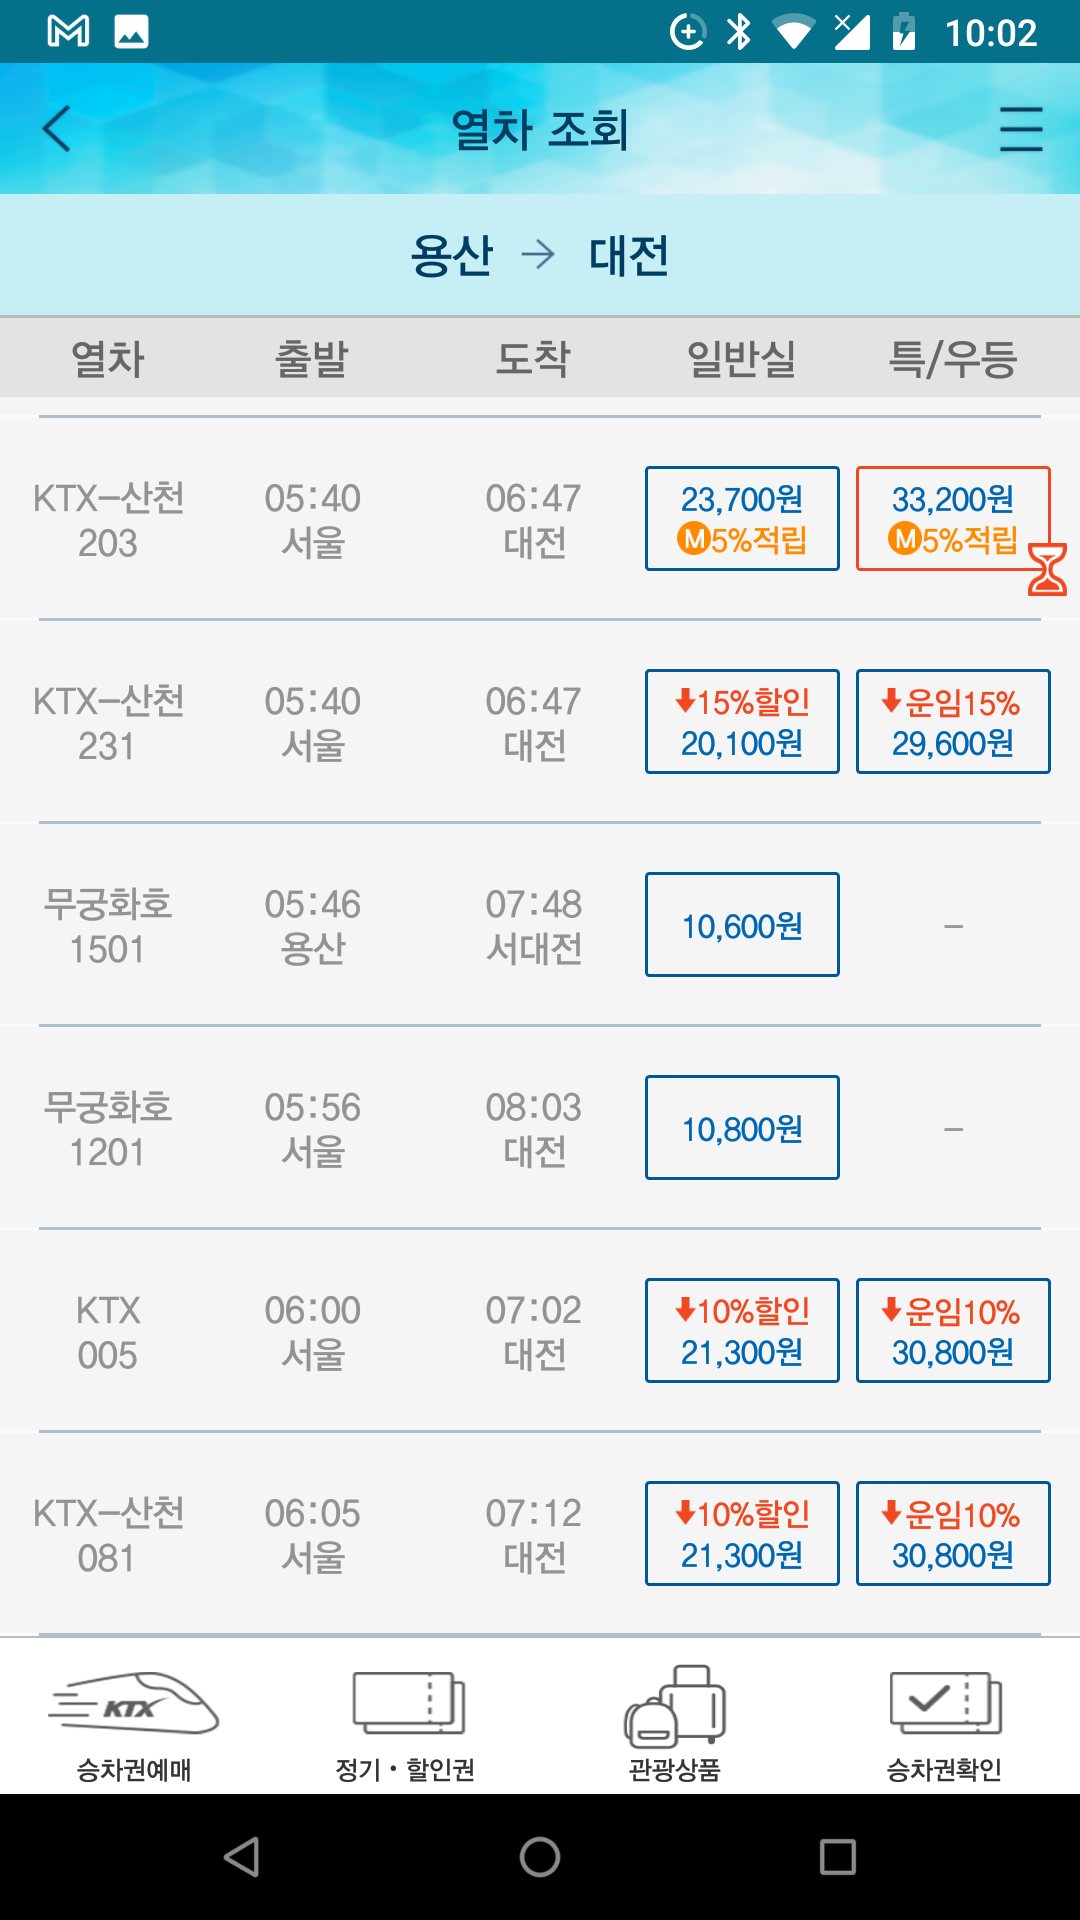 10:02
열차 조회
용산 → 대전
열차 출발 도착 일반실 특/우등
KTX-산천 05:40 06:47 23,700원 33,200원
203 서울 대전 M5%적립 M5%적립
KTX-산천 05:40 06:47 15%할인 운임15%
231 서울 대전 20,100원 29,600원
무궁화호 05:46 07:48 10,600원 -
1501 용산 서대전
무궁화호 05:56 08:03 10,800원 -
1201 서울 대전
KTX 06:00 07:02 10%할인 운임10%
005 서울 대전 21,300원 30,800원
KTX-산천 06:05 07:12 10%할인 운임10%
081 서울 대전 21,300원 30,800원
KTX
승차권예매 정기·할인권 관광상품 승차권확인